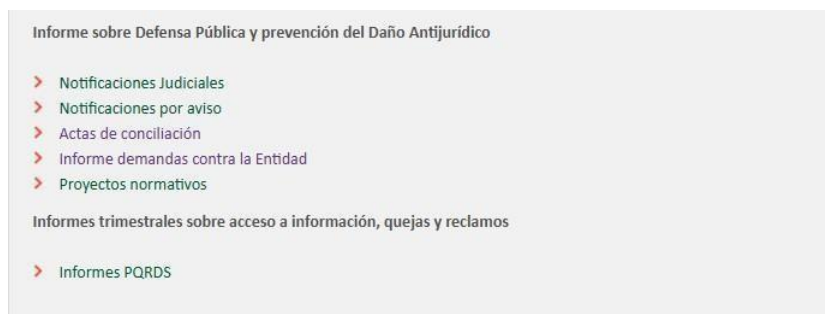 Informe sobre Defensa Pública y prevención del Daño Antijurídico
Notificaciones Judiciales
Notificaciones por aviso
Actas de conciliación
Informe demandas contra la Entidad
Proyectos normativos
Informes trimestrales sobre acceso a información, quejas y reclamos
Informes PQRDS